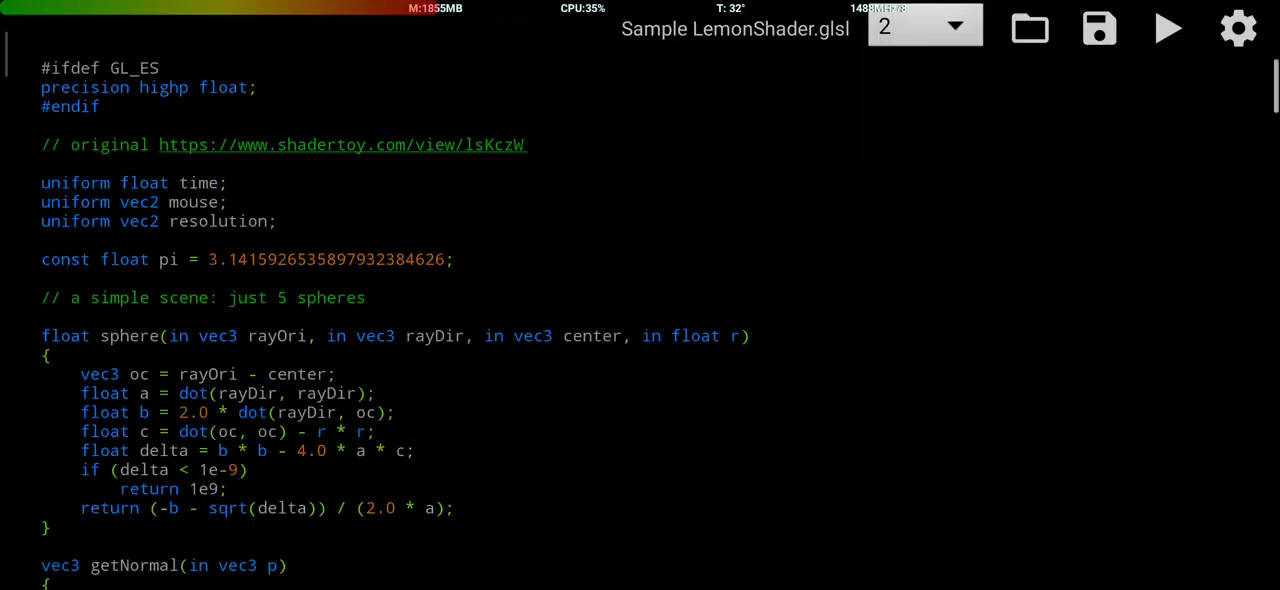 M:1855MB CPU:35% T: 32° 1488MHz/8
Sample LemonShader.glsl 2
#ifdef GL_ES
precision highp float;
#endif
// original https://www.shadertoy.com/view/lsKczW
uniform float time;
uniform vec2 mouse;
uniform vec2 resolution;
const float pi = 3.1415926535897932384626;
// a simple scene: just 5 spheres
float sphere(in vec3 rayOri, in vec3 rayDir, in vec3 center, in float r)
{
    vec3 oc = rayOri - center;
    float a = dot(rayDir, rayDir);
    float b = 2.0 * dot(rayDir, oc);
    float c = dot(oc, oc) - r * r;
    float delta = b * b - 4.0 * a * c;
    if (delta < 1e-9)
        return 1e9;
    return (-b - sqrt(delta)) / (2.0 * a);
}
vec3 getNormal(in vec3 p)
{